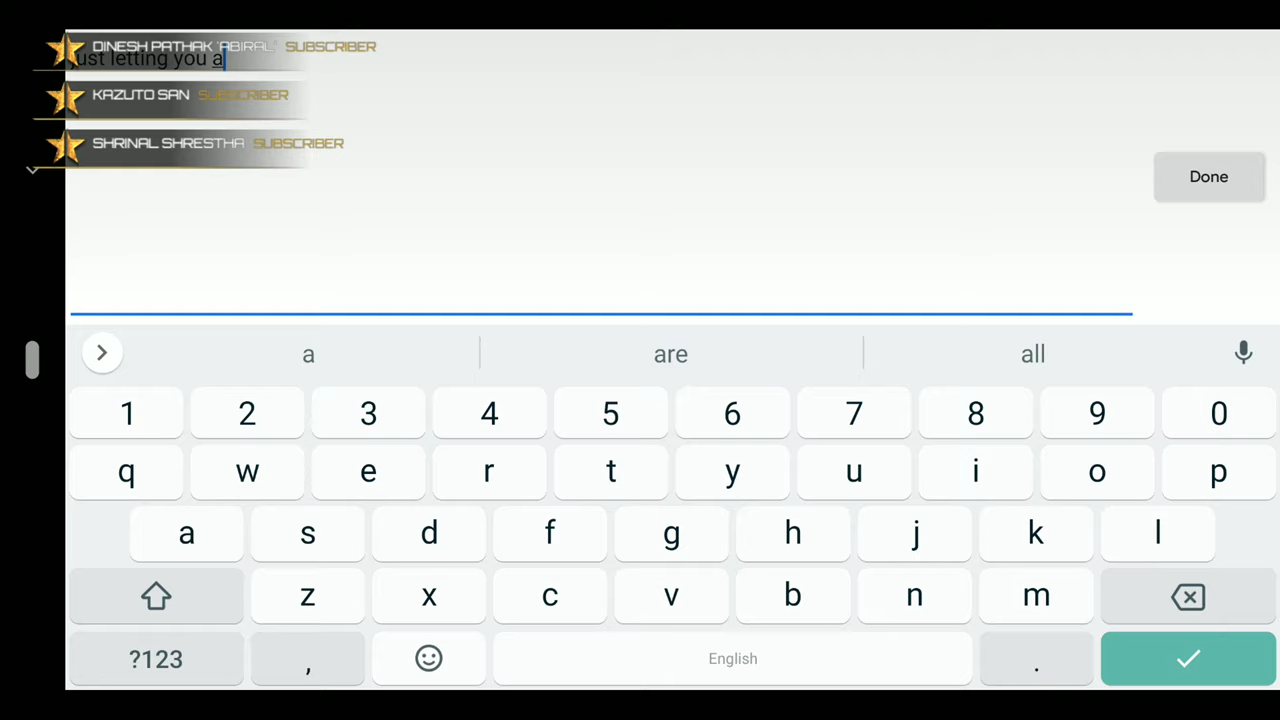 DINESH PATHAK 'ABIRAL' SUBSCRIBER
just letting you a
KAZUTO SAN SUBSCRIBER
SHRINAL SHRESTHA SUBSCRIBER
Done
a are all
1 2 3 4 5 6 7 8 9 0
q w e r t y u i o p
a s d f g h j k l
z x c v b n m
?123 , English .